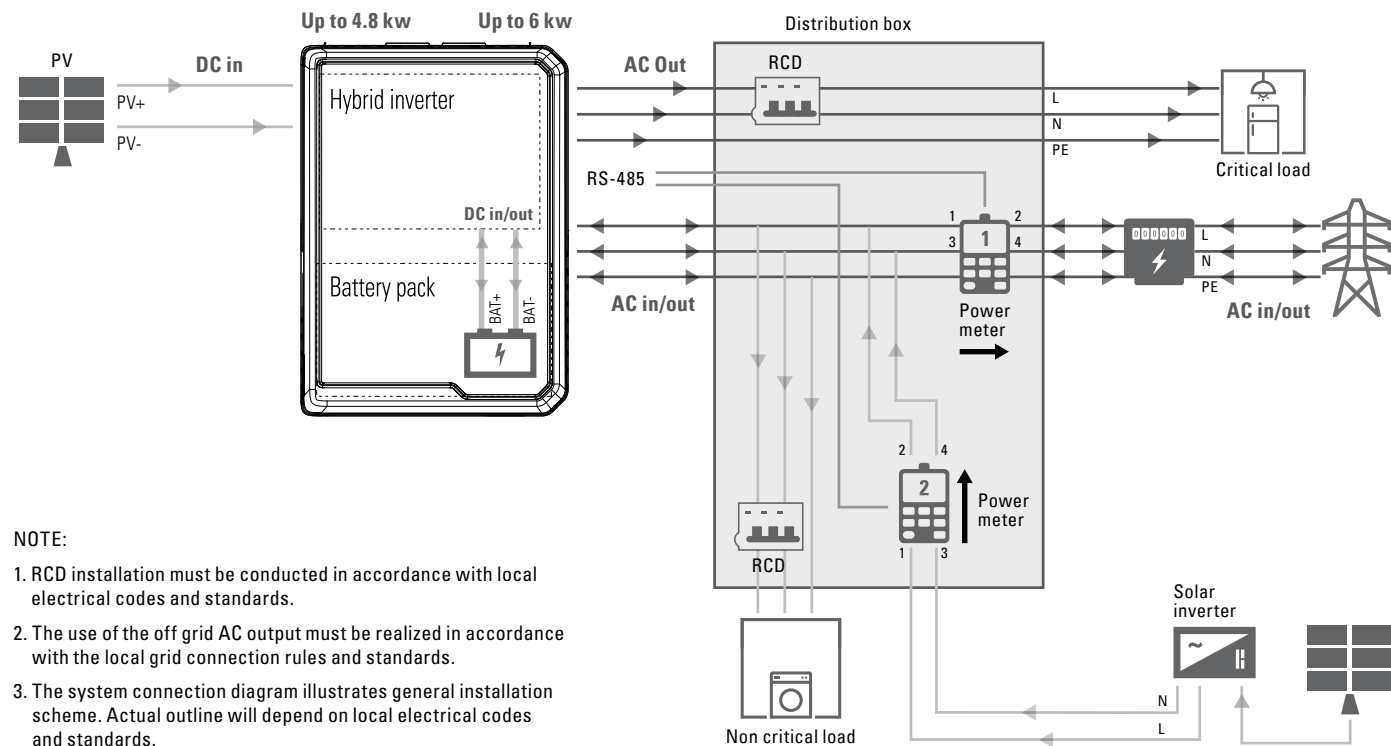 Up to 4.8 kw
Up to 6 kw
Distribution box
PV
DC in
PV+
PV-
Hybrid inverter
AC Out
RCD
L
N
PE
Critical load
RS-485
DC in/out
1
2
3
4
1
000000
L
N
PE
Battery pack
BAT+
BAT-
AC in/out
Power
meter
AC in/out
2
4
2
Power
meter
1
3
RCD
NOTE:
1. RCD installation must be conducted in accordance with local
electrical codes and standards.
2. The use of the off grid AC output must be realized in accordance
with the local grid connection rules and standards.
3. The system connection diagram illustrates general installation
scheme. Actual outline will depend on local electrical codes
and standards.
Solar
inverter
N
L
Non critical load